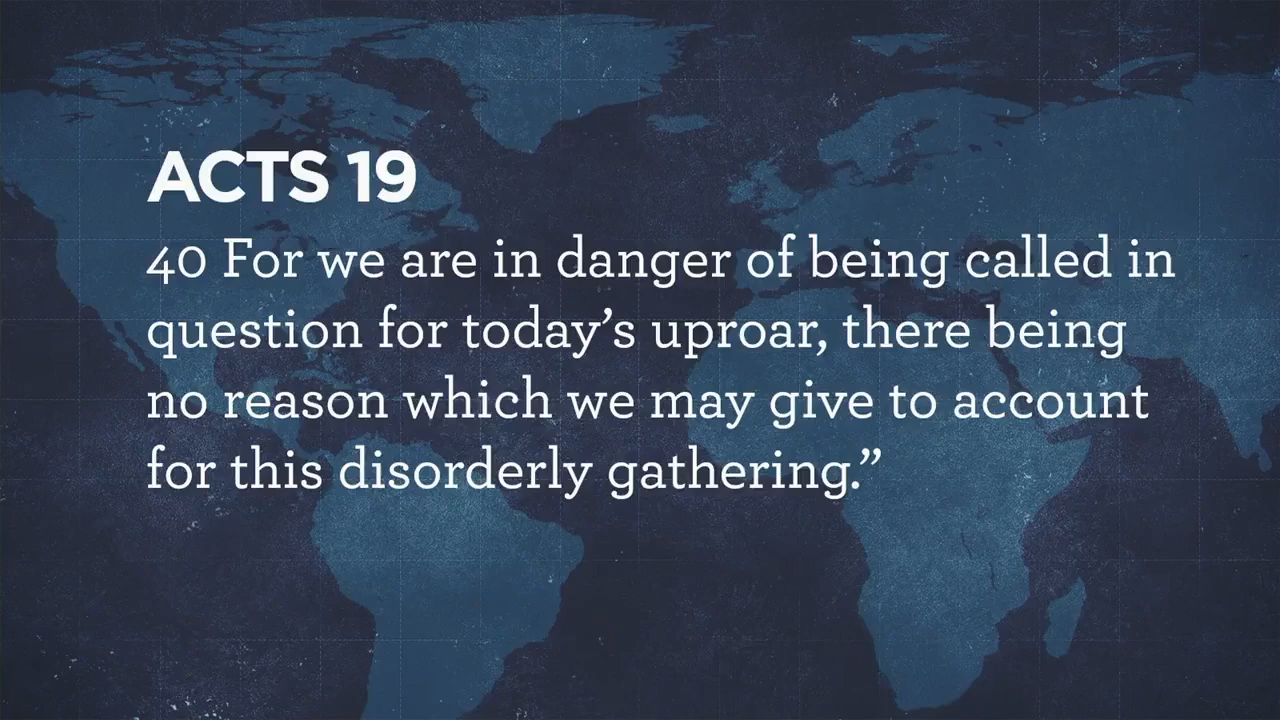 ACTS 19
40 For we are in danger of being called in
question for today’s uproar, there being
no reason which we may give to account
for this disorderly gathering.”